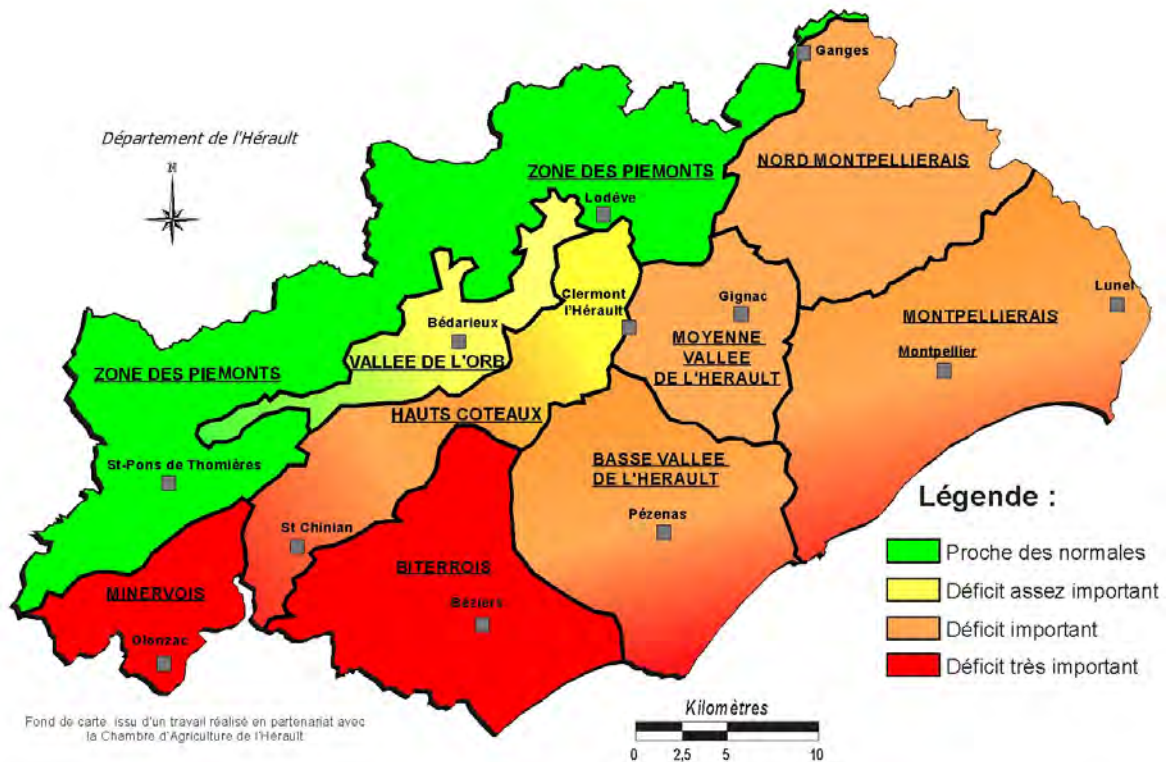 Ganges
Département de l'Hérault
N
NORD MONTPELLIERAIS
ZONE DES PIEMONTS
Lodéve
Clermont
l'Hérault
Gignac
Lunel
Bédarieux
MONTPELLIERAIS
MOYENNE
VALLEE
DE L'HERAULT
Montpellier
VALLEE DE L'ORB
ZONE DES PIEMONTS
HAUTS COTEAUX
St-Pons de Thomières
BASSE VALLEE
DE L'HERAULT
Pézenas
St Chinian
BITERROIS
Béziers
MINERVOIS
Olonzac
Légende :
Proche des normales
Déficit assez important
Déficit important
Déficit très important
Fond de carte issu d'un travail réalisé en partenariat avec
la Chambre d'Agriculture de l'Hérault
Kilomètres
0 2,5 5 10